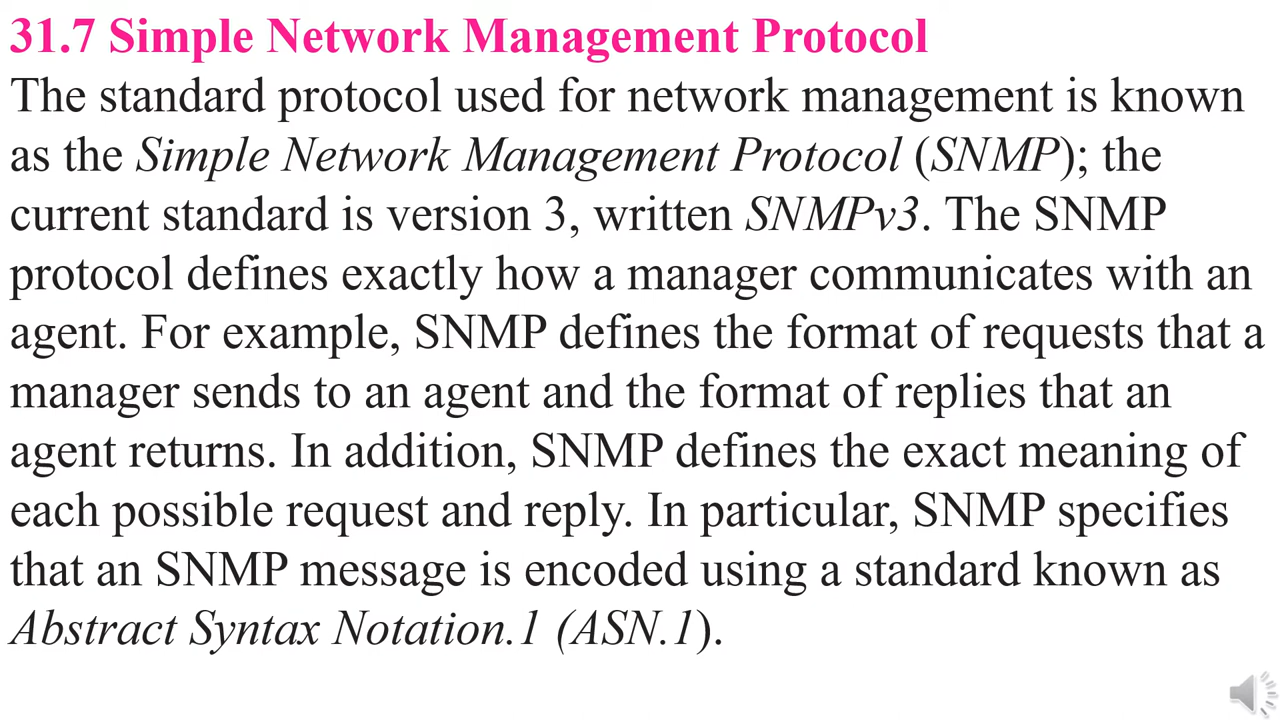 31.7 Simple Network Management Protocol
The standard protocol used for network management is known
as the Simple Network Management Protocol (SNMP); the
current standard is version 3, written SNMPv3. The SNMP
protocol defines exactly how a manager communicates with an
agent. For example, SNMP defines the format of requests that a
manager sends to an agent and the format of replies that an
agent returns. In addition, SNMP defines the exact meaning of
each possible request and reply. In particular, SNMP specifies
that an SNMP message is encoded using a standard known as
Abstract Syntax Notation.1 (ASN.1).